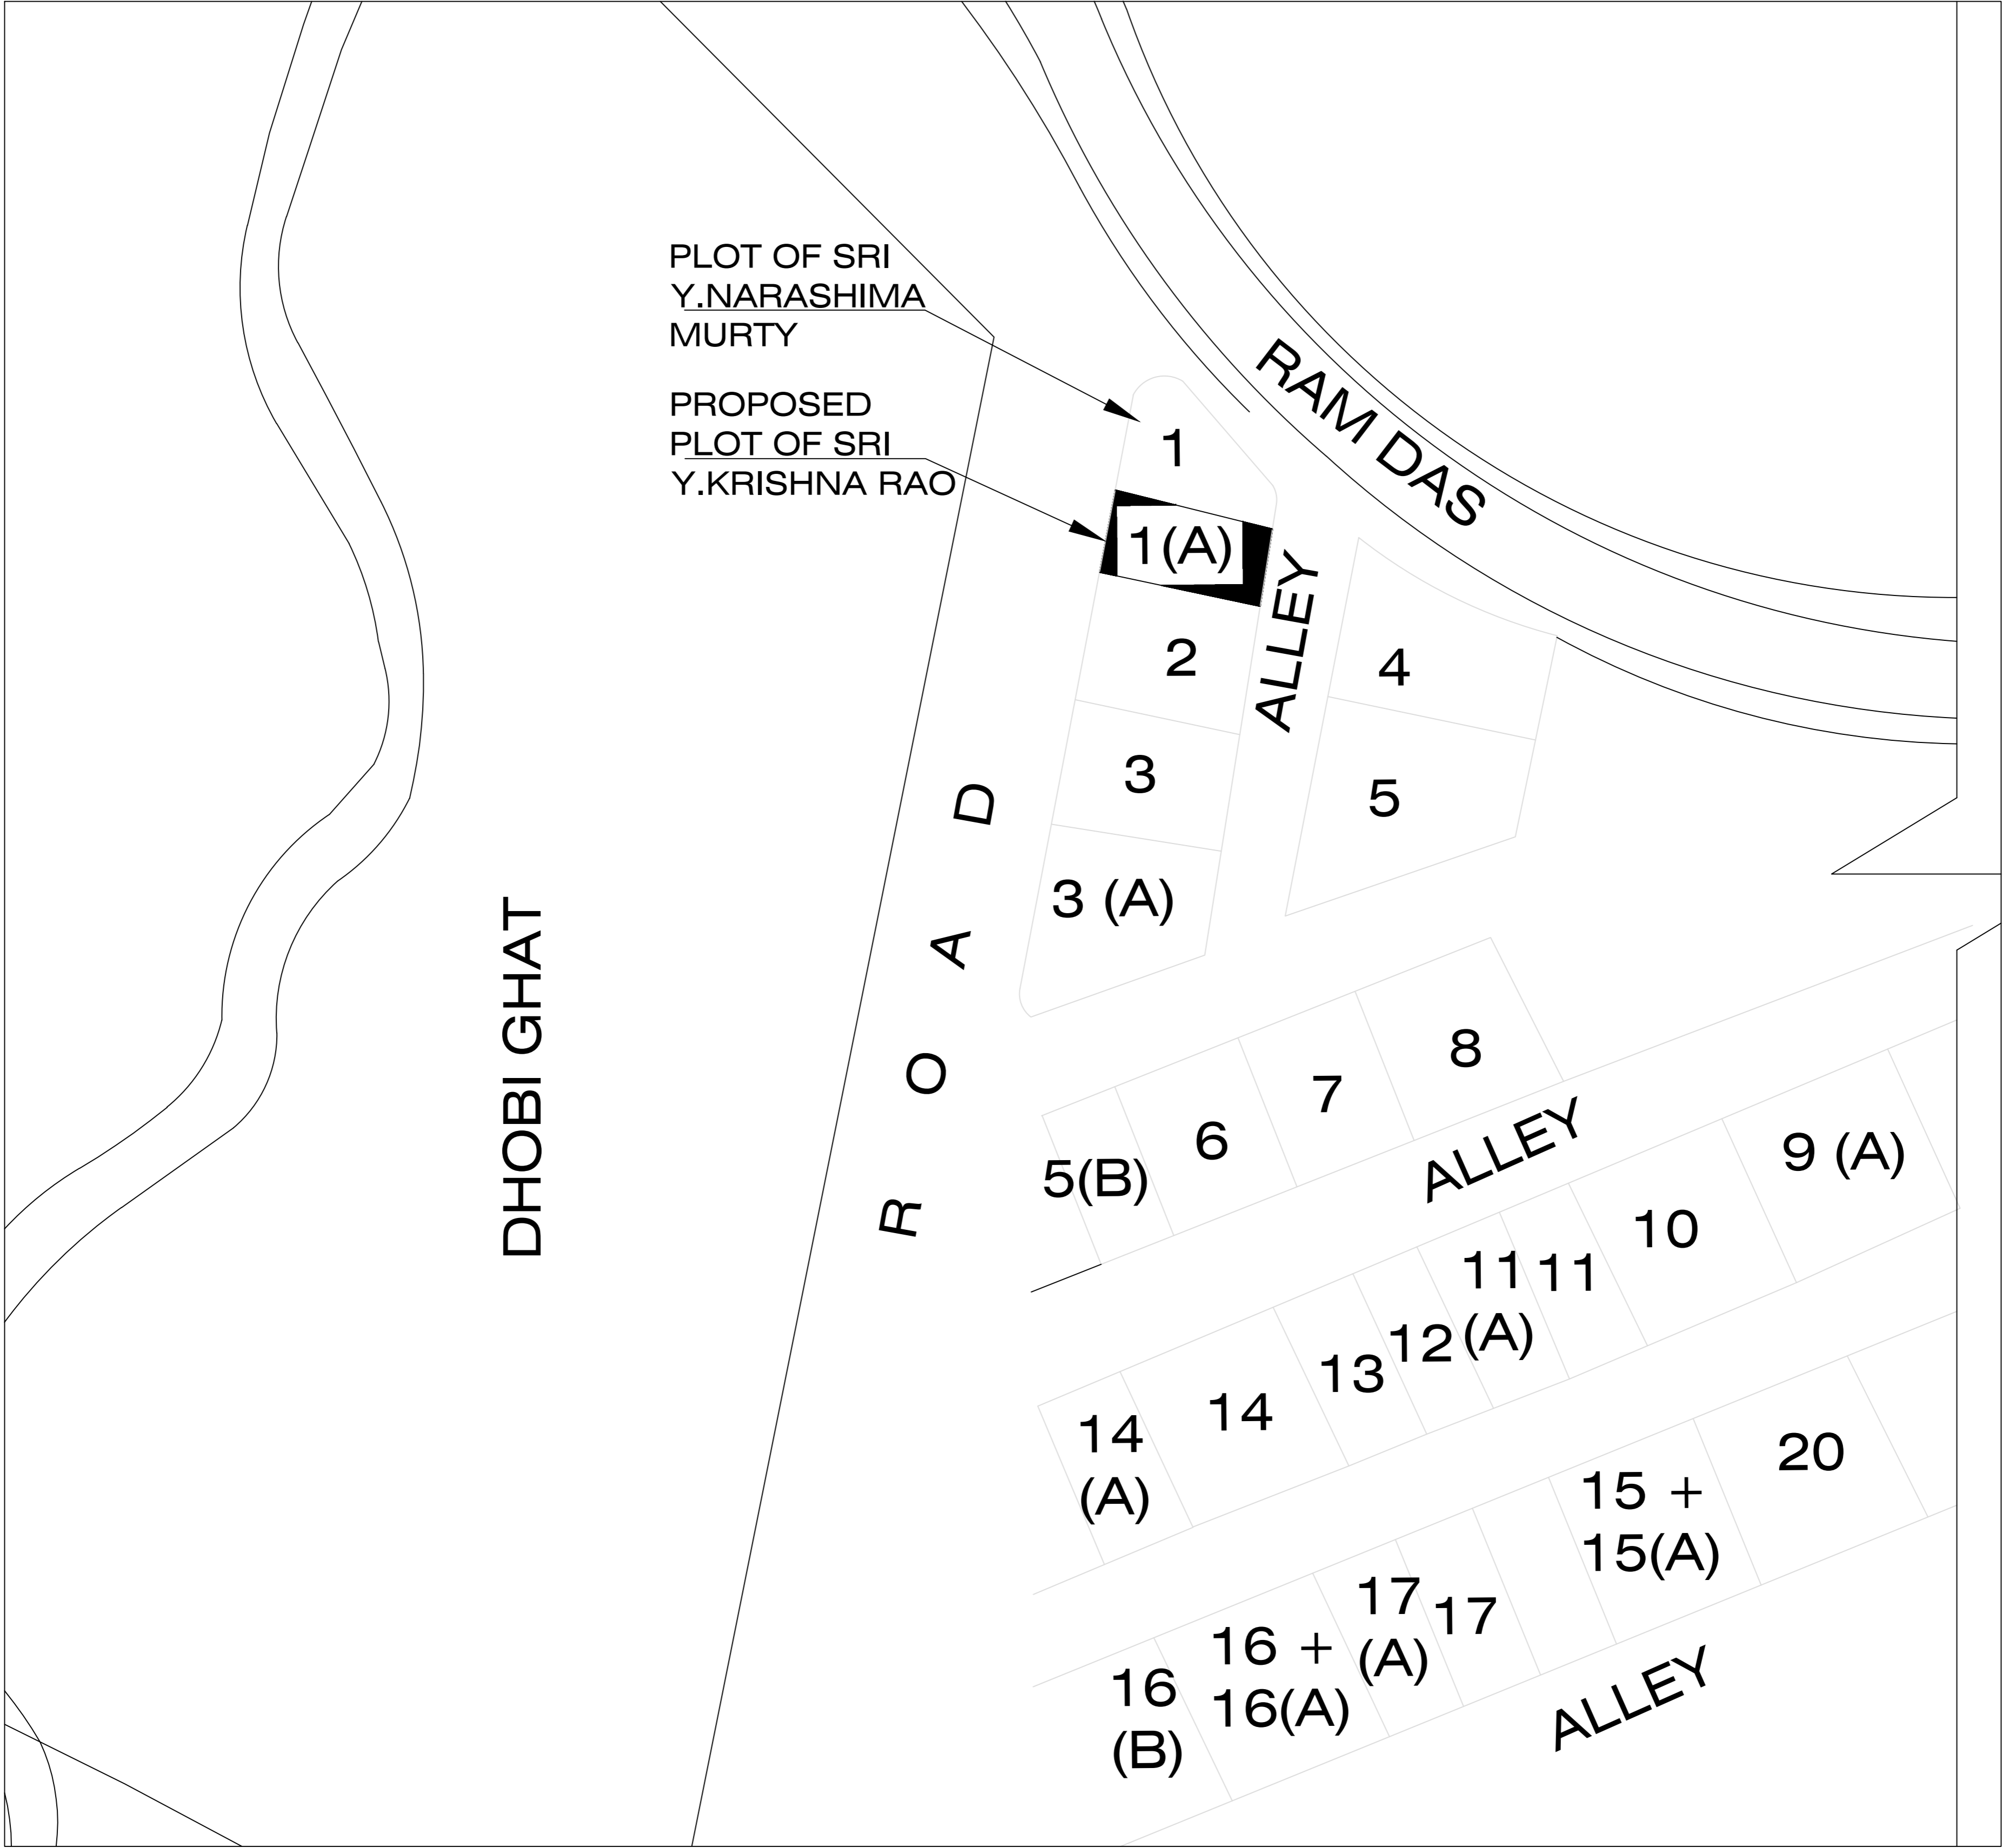 PLOT OF SRI
Y.NARASHIMA
MURTY
PROPOSED
PLOT OF SRI
Y.KRISHNA RAO
RAM DAS
1
1(A)
ALLEY
2
4
3
5
3 (A)
ROAD
DHOBI GHAT
8
7
6
5(B)
ALLEY
9 (A)
10
11
11
(A)
12
13
14
14
(A)
20
15 +
15(A)
17
17
(A)
16 +
16(A)
16
(B)
ALLEY